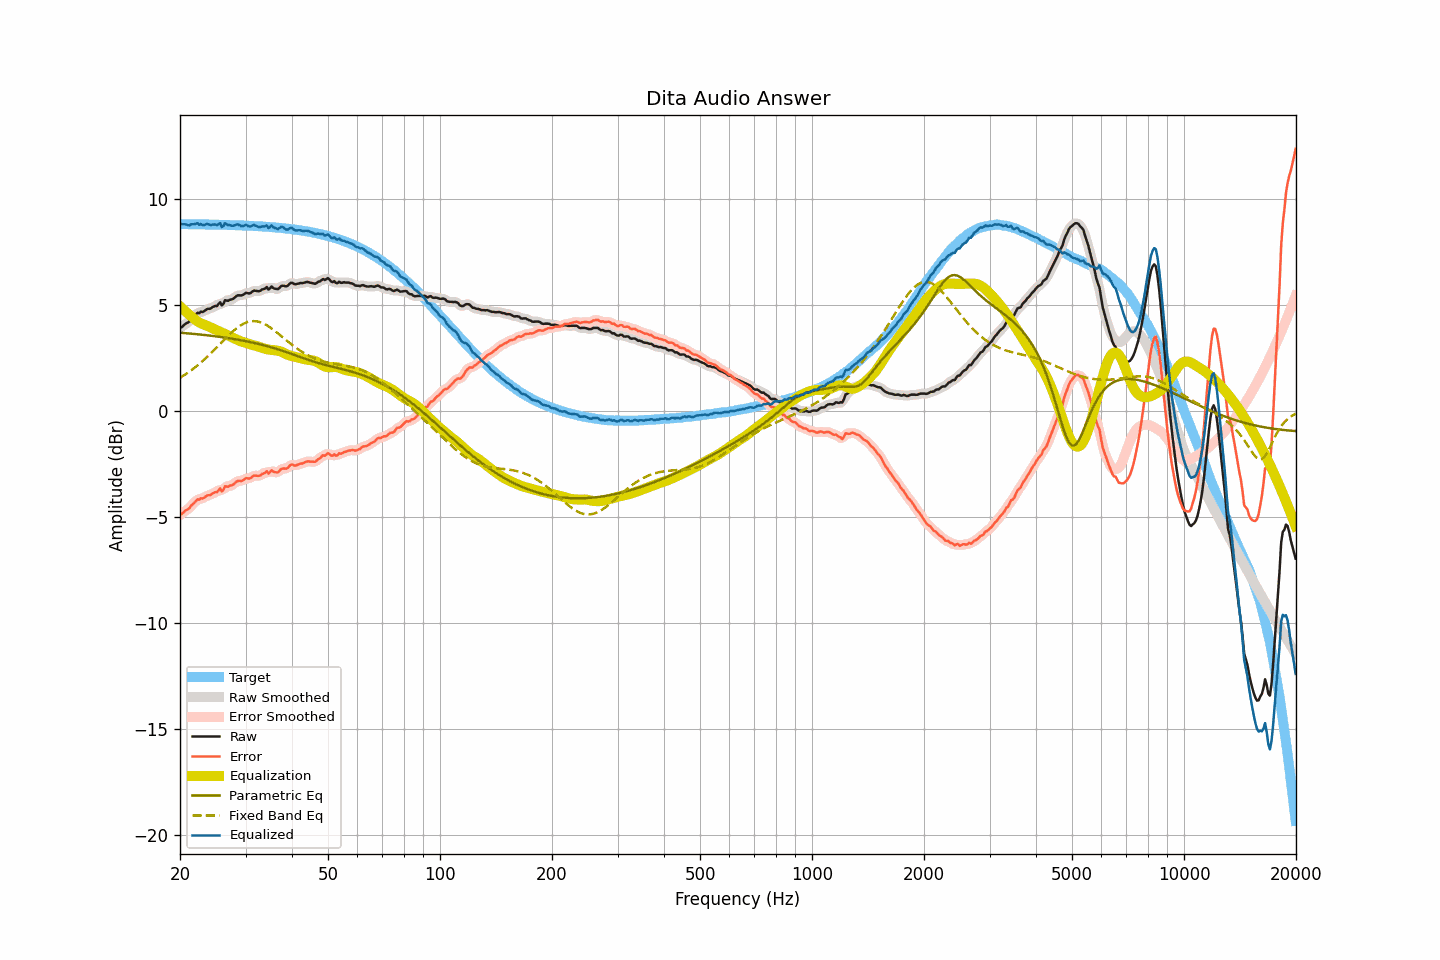 Dita Audio Answer
Amplitude (dBr)
10
5
0
−5
−10
−15
−20
Target
Raw Smoothed
Error Smoothed
Raw
Error
Equalization
Parametric Eq
Fixed Band Eq
Equalized
20 50 100 200 500 1000 2000 5000 10000 20000
Frequency (Hz)